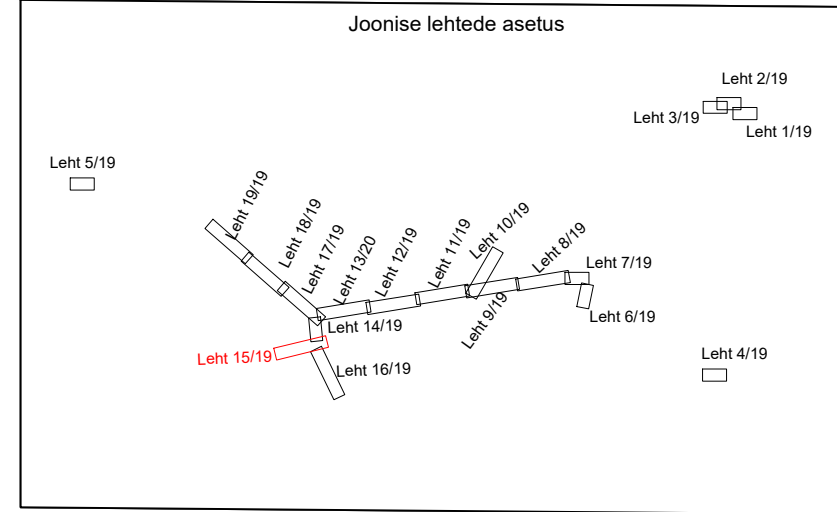 Joonise lehtede asetus
Leht 2/19
Leht 3/19
Leht 1/19
Leht 5/19
Leht 19/19
Leht 18/19
Leht 17/19
Leht 13/20
Leht 12/19
Leht 11/19
Leht 10/19
Leht 8/19
Leht 7/19
Leht 9/19
Leht 6/19
Leht 14/19
Leht 15/19
Leht 16/19
Leht 4/19